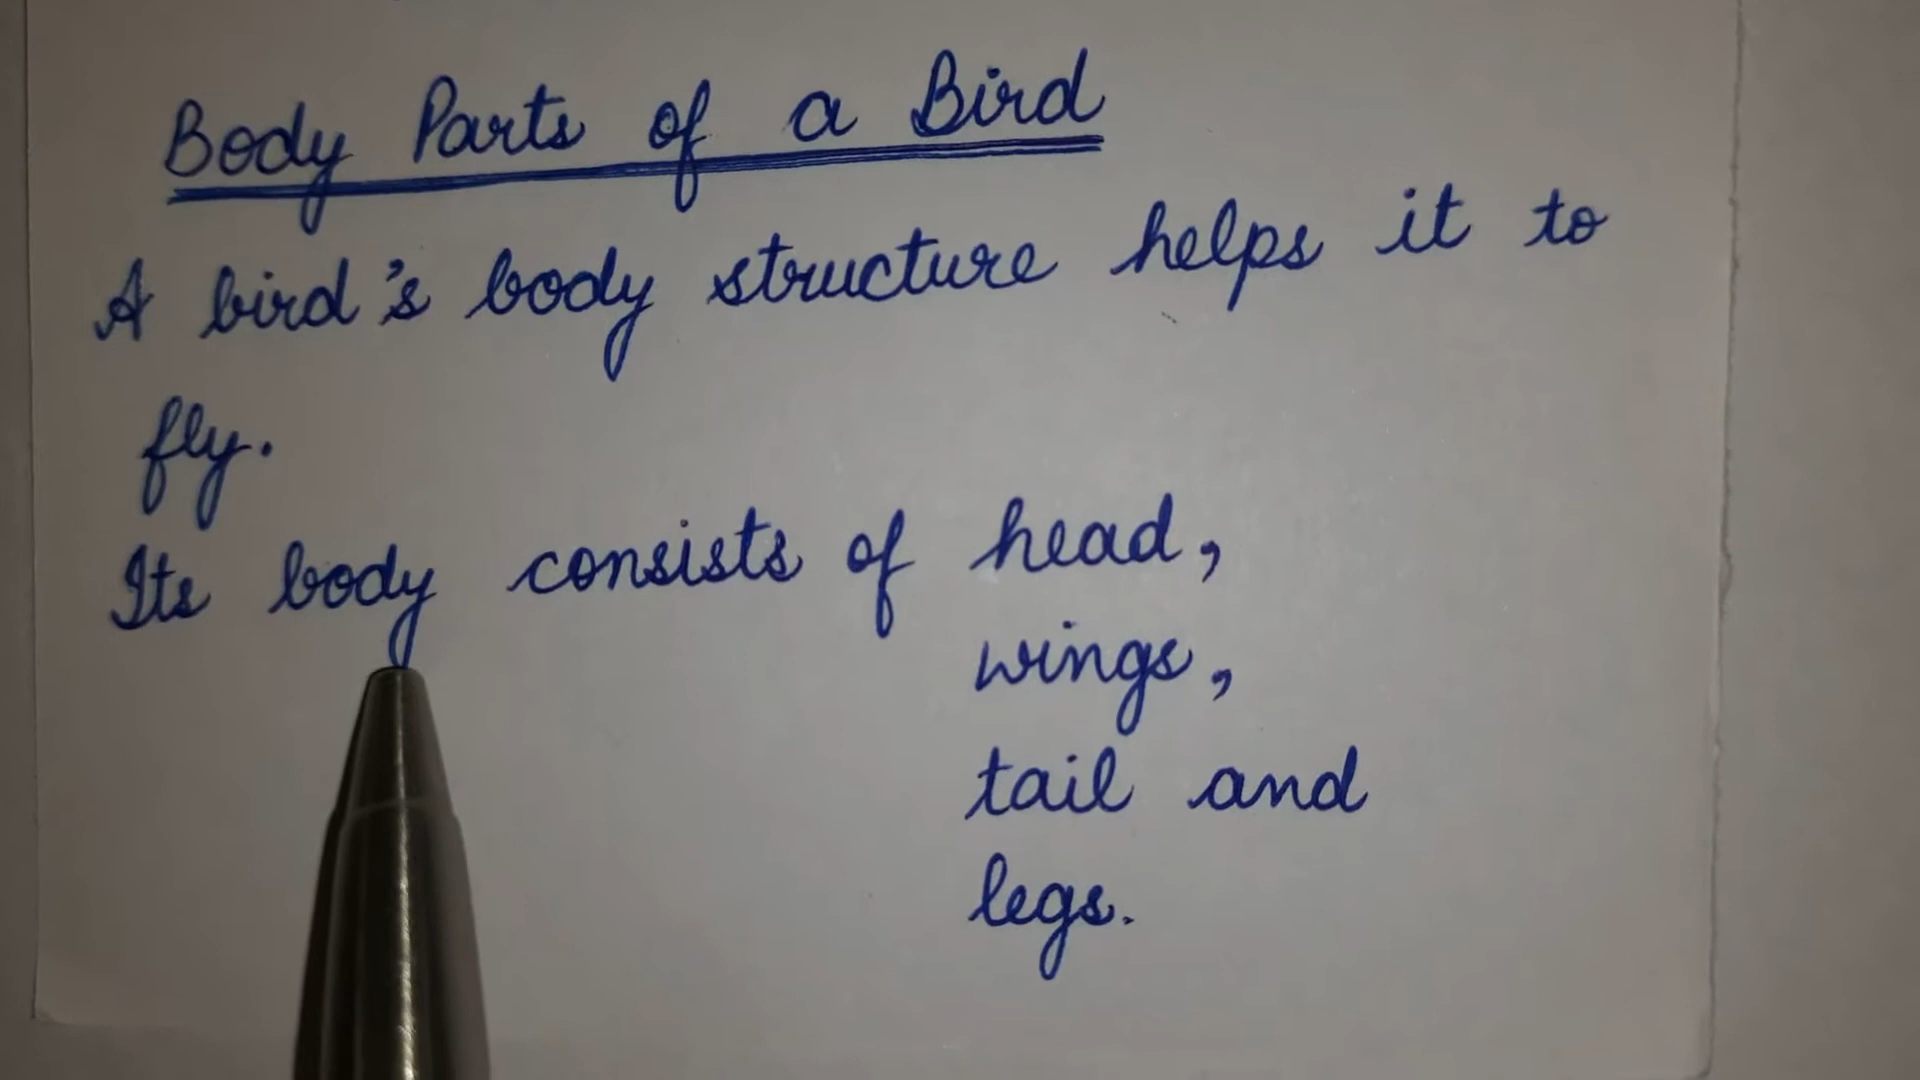 Body Parts of a Bird
A bird's body structure helps it to
fly.
Its body consists of head,
wings,
tail and
legs.